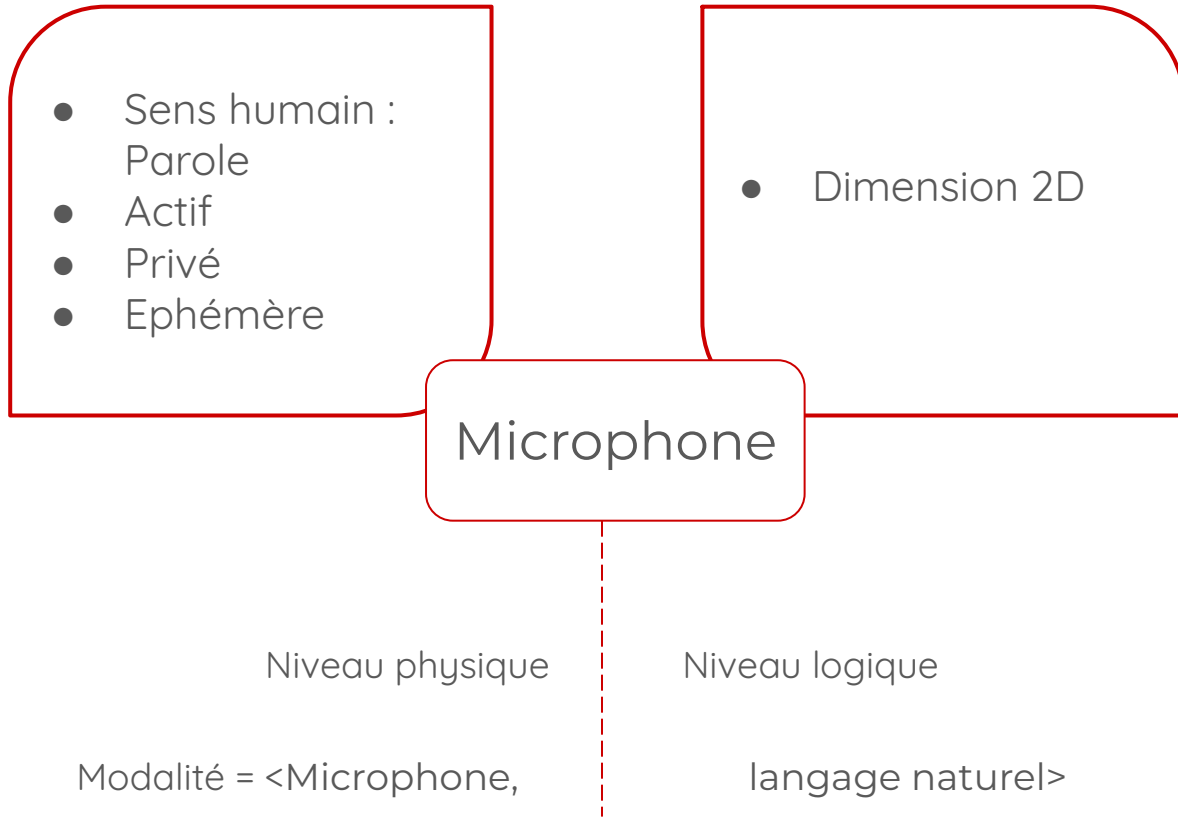 ● Sens humain :
Parole
● Actif
● Privé
● Ephémère
● Dimension 2D
Microphone
Niveau physique
Niveau logique
Modalité = <Microphone,
langage naturel>